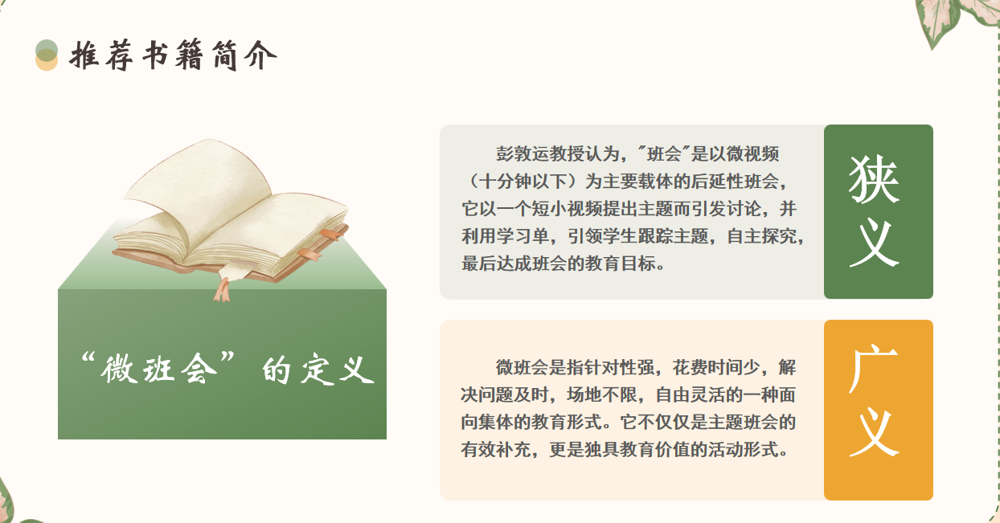 推荐书籍简介
“微班会”的定义
彭敦运教授认为，"班会"是以微视频
（十分钟以下）为主要载体的后延性班会，
它以一个短小视频提出主题而引发讨论，并
利用学习单，引领学生跟踪主题，自主探究，
最后达成班会的教育目标。
狭义
微班会是指针对性强，花费时间少，解
决问题及时，场地不限，自由灵活的一种面
向集体的教育形式。它不仅仅是主题班会的
有效补充，更是独具教育价值的活动形式。
广义